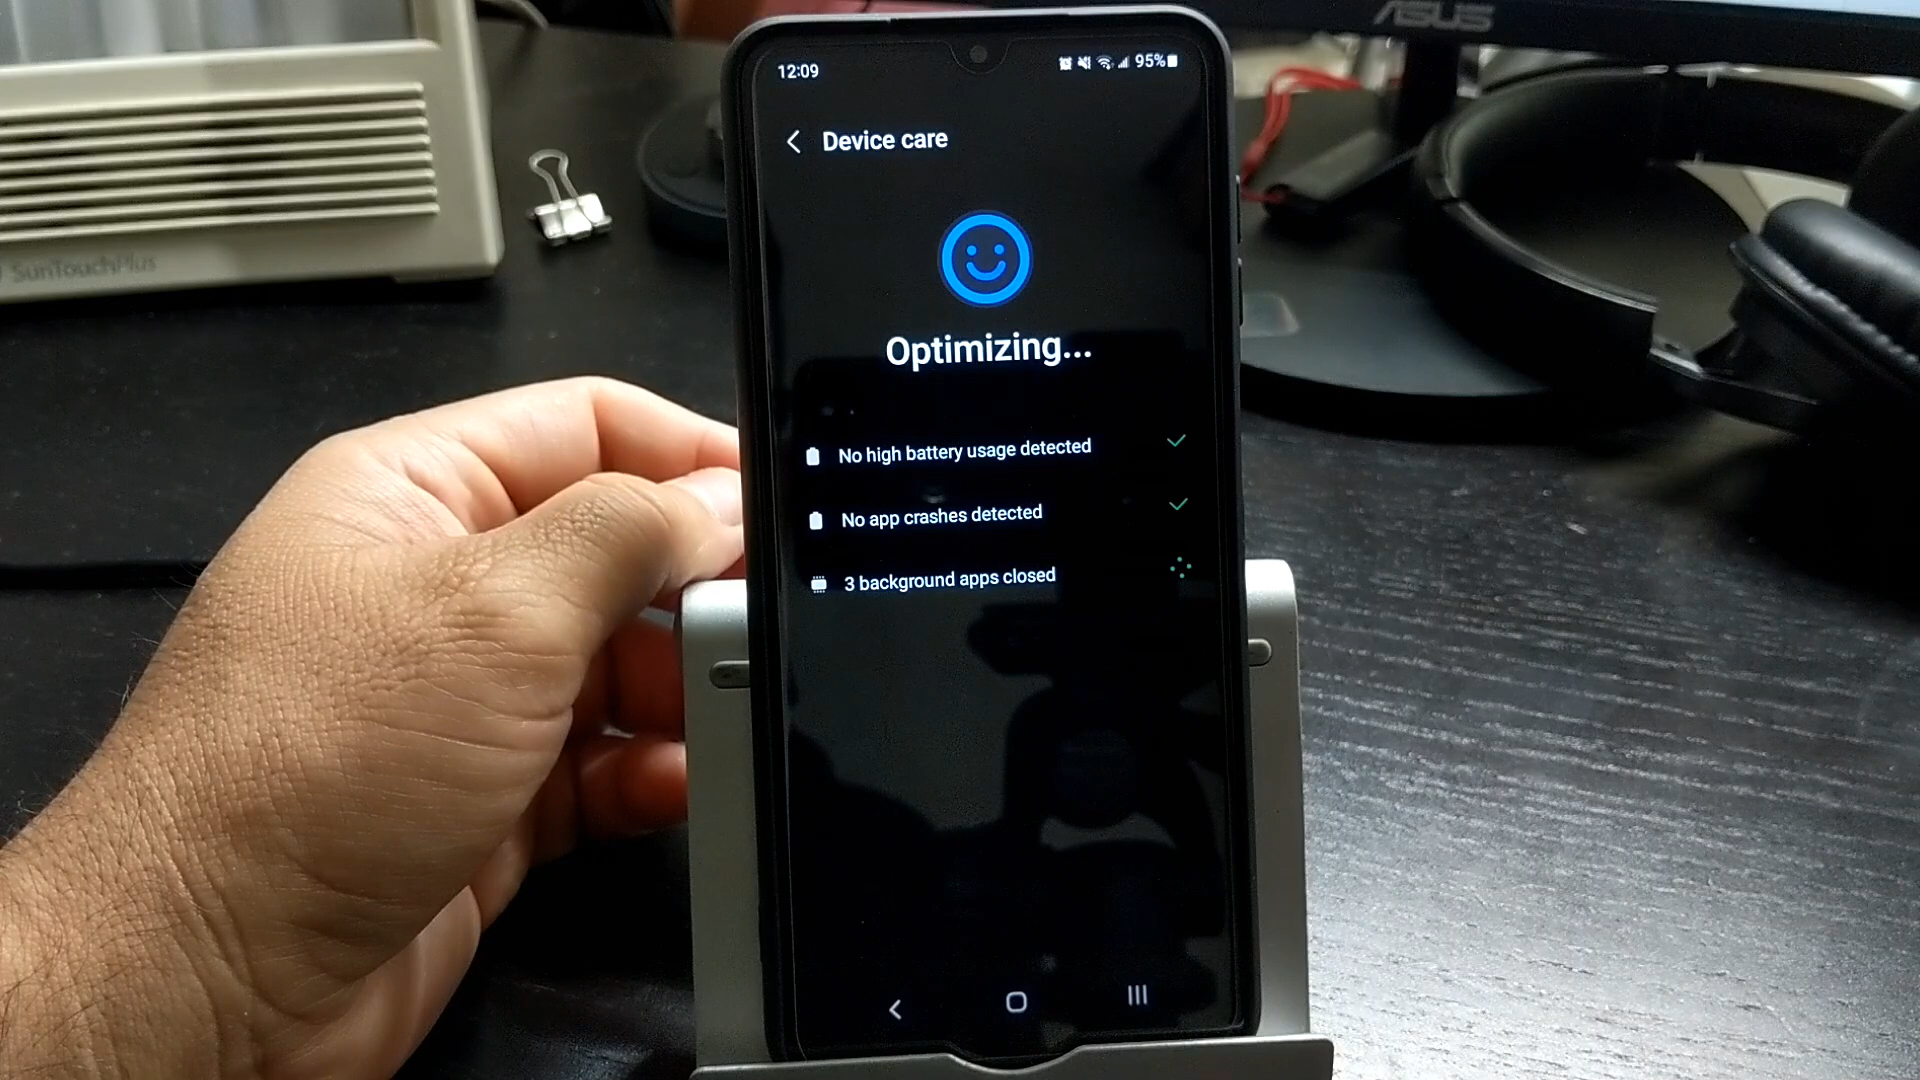 ASUS
12:09
95%
Device care
SunTouchPlus
Optimizing...
No high battery usage detected
No app crashes detected
3 background apps closed